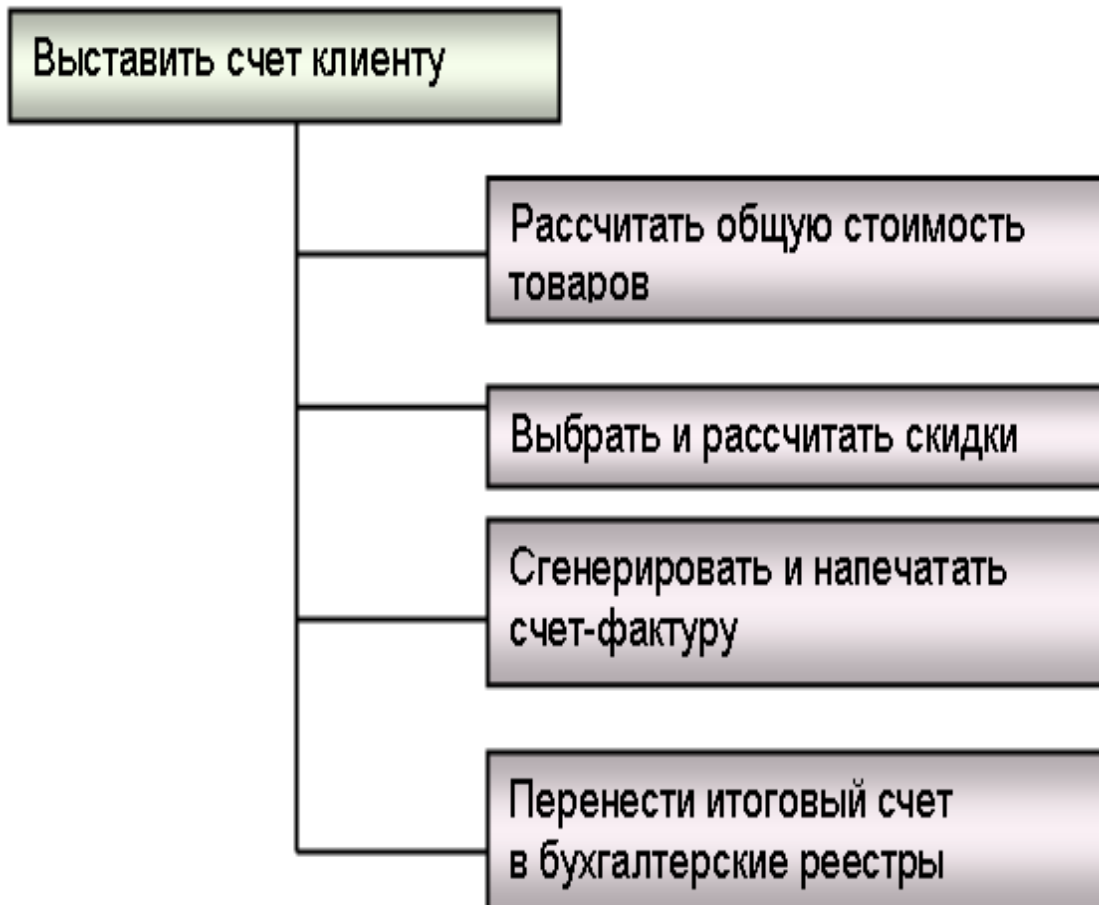 Выставить счет клиенту
Рассчитать общую стоимость
товаров
Выбрать и рассчитать скидки
Сгенерировать и напечатать
счет-фактуру
Перенести итоговый счет
в бухгалтерские реестры